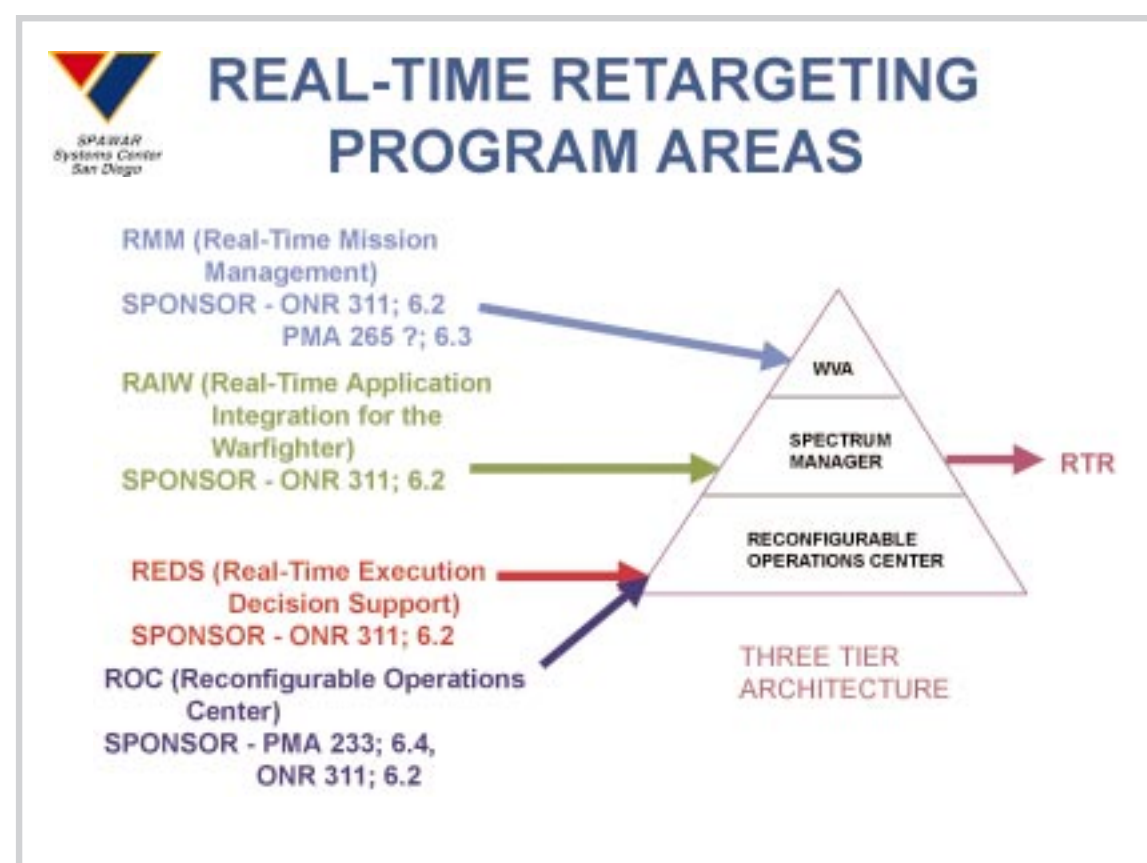 SPAWAR
Systems Center
San Diego
REAL-TIME RETARGETING
PROGRAM AREAS
RMM (Real-Time Mission
Management)
SPONSOR - ONR 311; 6.2
PMA 265 ?; 6.3
RAIW (Real-Time Application
Integration for the
Warfighter)
SPONSOR - ONR 311; 6.2
REDS (Real-Time Execution
Decision Support)
SPONSOR - ONR 311; 6.2
ROC (Reconfigurable Operations
Center)
SPONSOR - PMA 233; 6.4,
ONR 311; 6.2
WVA
SPECTRUM
MANAGER
RECONFIGURABLE
OPERATIONS CENTER
RTR
THREE TIER
ARCHITECTURE